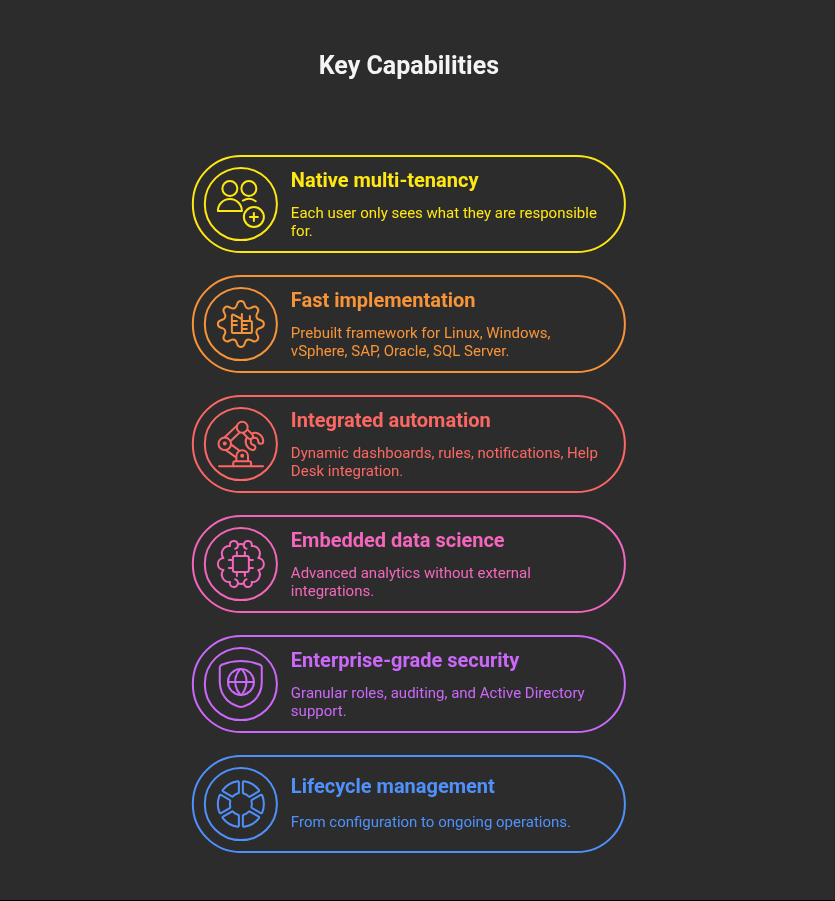 Key Capabilities
Native multi-tenancy
Each user only sees what they are responsible
for.
Fast implementation
Prebuilt framework for Linux, Windows,
vSphere, SAP, Oracle, SQL Server.
Integrated automation
Dynamic dashboards, rules, notifications, Help
Desk integration.
Embedded data science
Advanced analytics without external
integrations.
Enterprise-grade security
Granular roles, auditing, and Active Directory
support.
Lifecycle management
From configuration to ongoing operations.